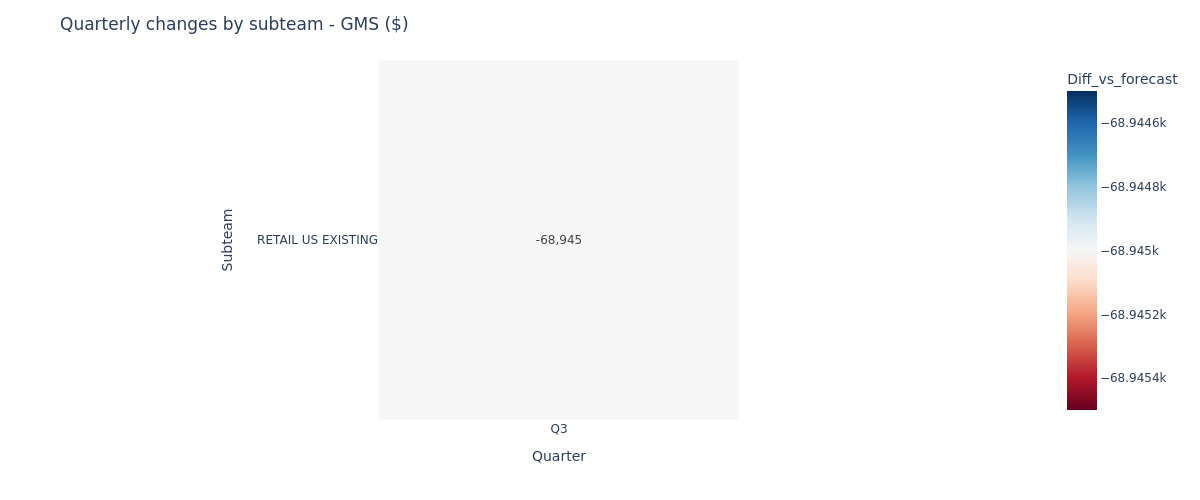 Quarterly changes by subteam - GMS ($)
Diff_vs_forecast
−68.9446k
−68.9448k
−68.945k
−68.9452k
−68.9454k
Subteam
RETAIL US EXISTING
-68,945
Q3
Quarter